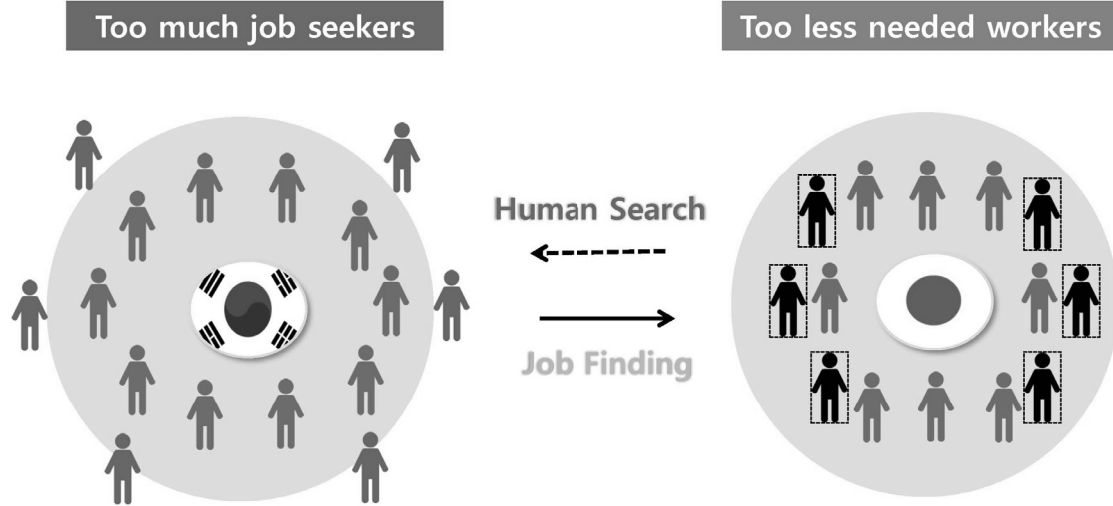 Too much job seekers
Too less needed workers
Human Search
Job Finding